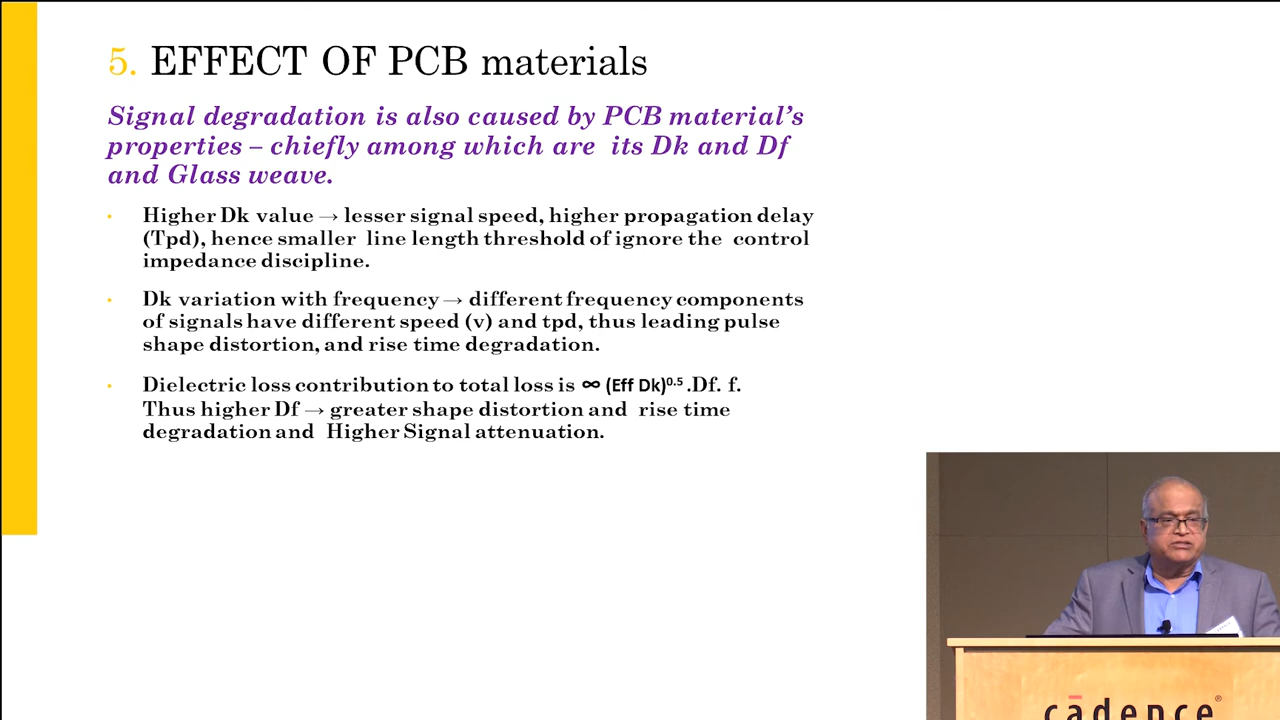 5. EFFECT OF PCB materials
Signal degradation is also caused by PCB material's
properties – chiefly among which are its Dk and Df
and Glass weave.
• Higher Dk value → lesser signal speed, higher propagation delay
(Tpd), hence smaller line length threshold of ignore the control
impedance discipline.
• Dk variation with frequency → different frequency components
of signals have different speed (v) and tpd, thus leading pulse
shape distortion, and rise time degradation.
• Dielectric loss contribution to total loss is ∞ (Eff Dk)^0.5 .Df. f.
Thus higher Df → greater shape distortion and rise time
degradation and Higher Signal attenuation.
cādence®